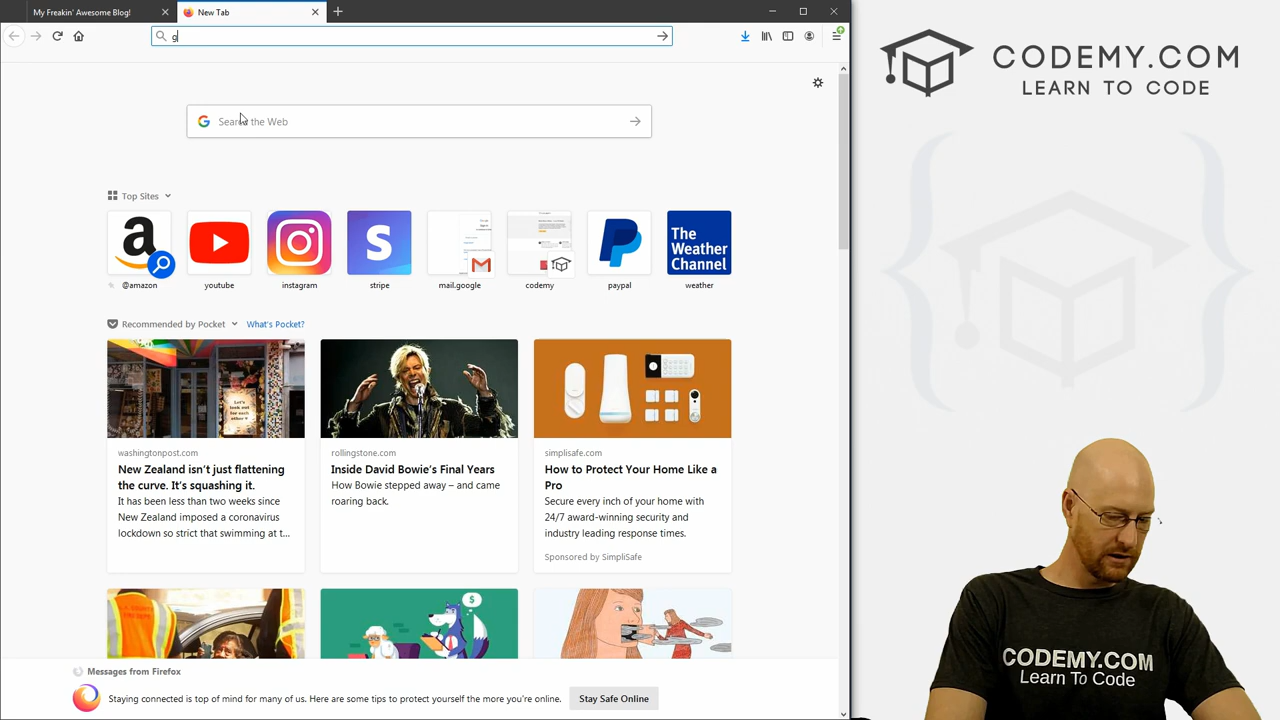 My Freakin' Awesome Blog!
New Tab
g
CODEMY.COM
LEARN TO CODE
Search the Web
Top Sites
a
S
P
The Weather Channel
@amazon
youtube
instagram
stripe
mail.google
codemy
paypal
weather
Recommended by Pocket
What's Pocket?
Let's look out for each other
washingtonpost.com
New Zealand isn't just flattening
the curve. It's squashing it.
It has been less than two weeks since
New Zealand imposed a coronavirus
lockdown so strict that swimming at t...
rollingstone.com
Inside David Bowie's Final Years
How Bowie stepped away – and came
roaring back.
simplisafe.com
How to Protect Your Home Like a
Pro
Secure every inch of your home with
24/7 award-winning security and
industry leading response times.
Sponsored by SimpliSafe
$
Messages from Firefox
Staying connected is top of mind for many of us. Here are some tips to protect yourself the more you're online.
Stay Safe Online
CODEMY.COM
Learn To Code